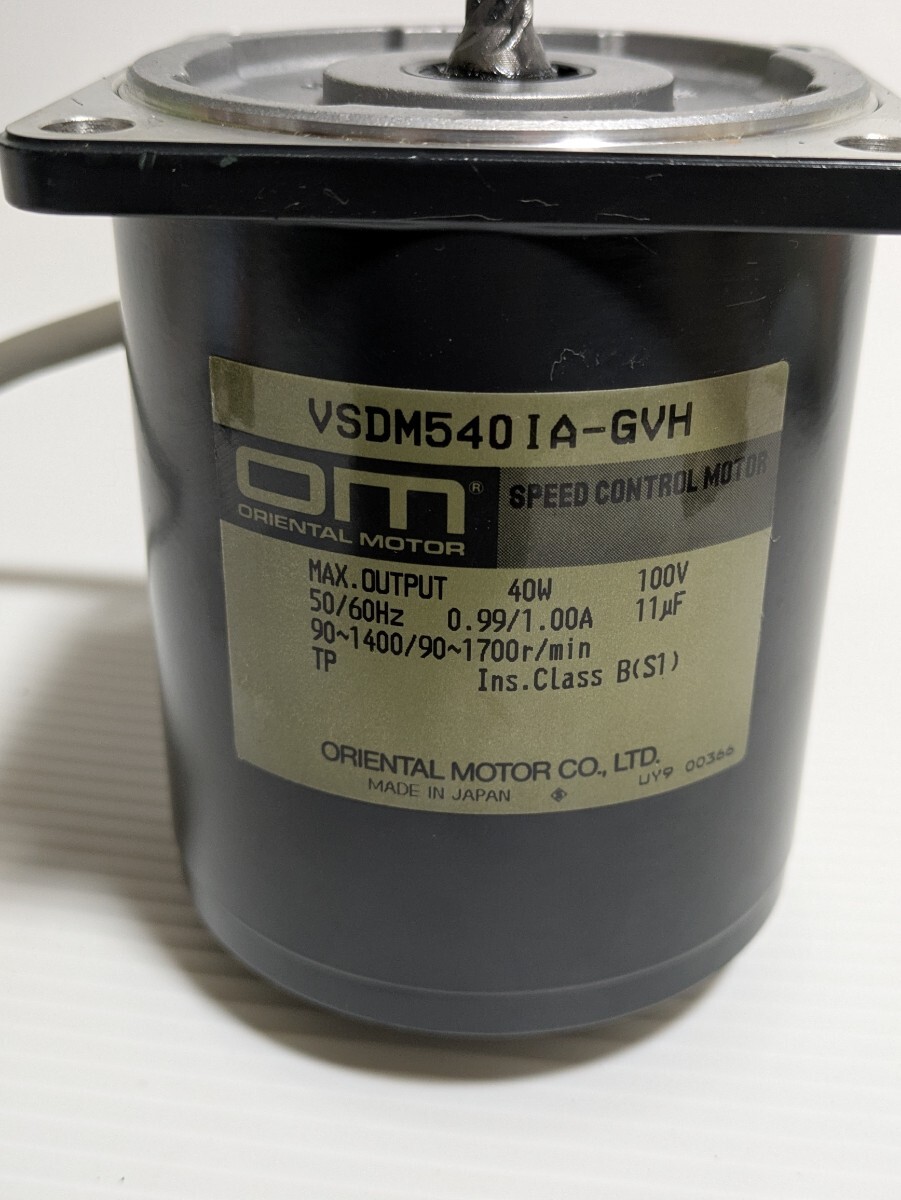 VSDM540IA-GVH
OM® SPEED CONTROL MOTOR
ORIENTAL MOTOR
MAX.OUTPUT 40W 100V
50/60Hz 0.99/1.00A 11μF
90~1400/90~1700r/min
TP Ins.Class B(S1)
ORIENTAL MOTOR CO., LTD.
MADE IN JAPAN UY9 00366